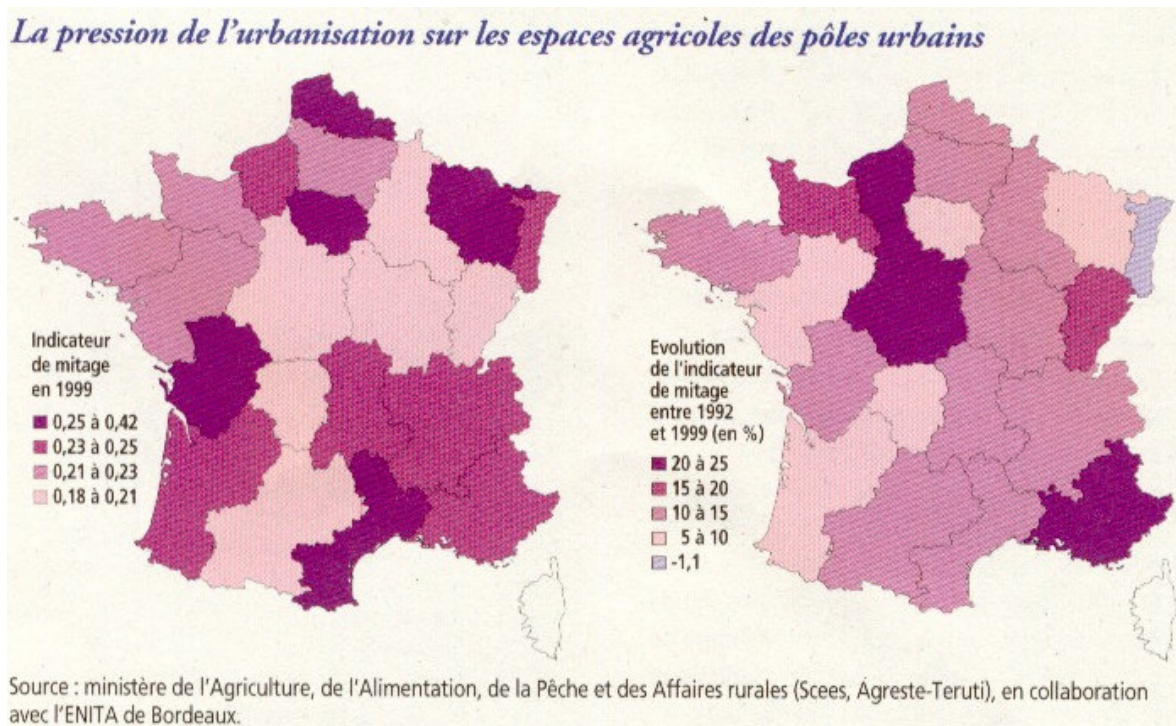 La pression de l'urbanisation sur les espaces agricoles des pôles urbains
Indicateur
de mitage
en 1999
0,25 à 0,42
0,23 à 0,25
0,21 à 0,23
0,18 à 0,21
Evolution
de l'indicateur
de mitage
entre 1992
et 1999 (en %)
20 à 25
15 à 20
10 à 15
5 à 10
-1,1
Source : ministère de l'Agriculture, de l'Alimentation, de la Pêche et des Affaires rurales (Scees, Agreste-Teruti), en collaboration
avec l'ENITA de Bordeaux.